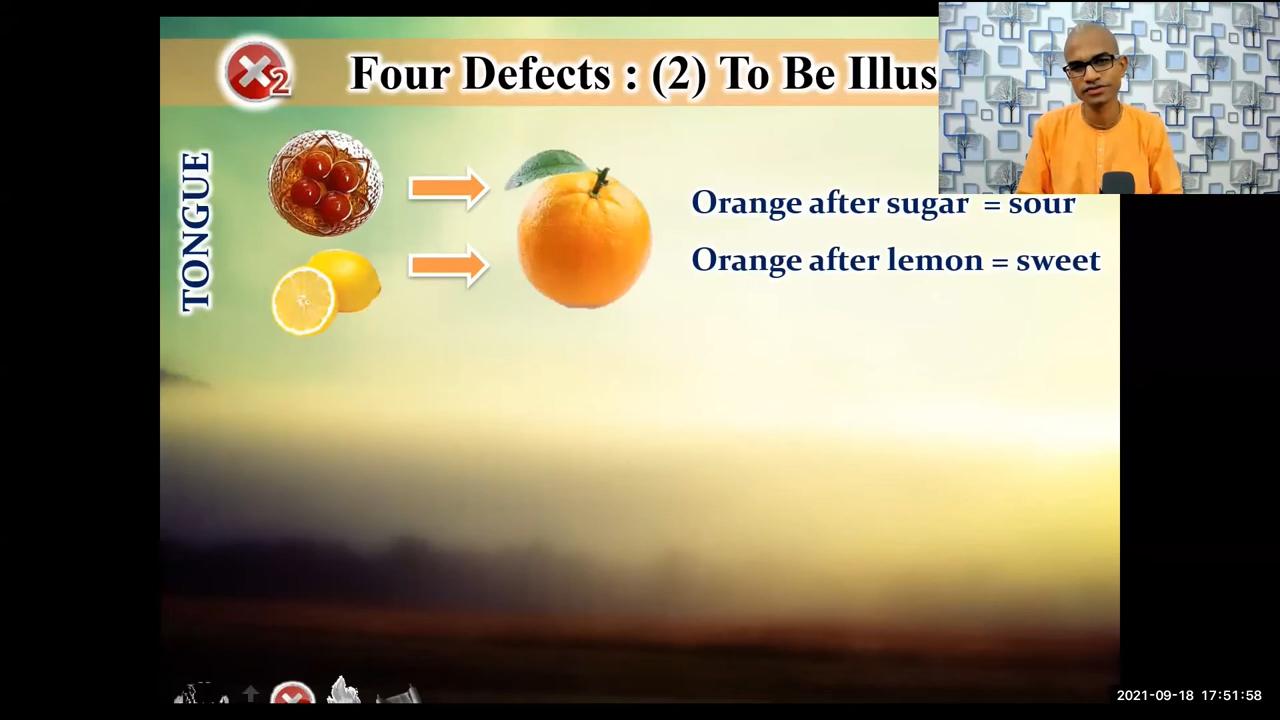 2
Four Defects : (2) To Be Illus
TONGUE
Orange after sugar = sour
Orange after lemon = sweet
2021-09-18 17:51:58